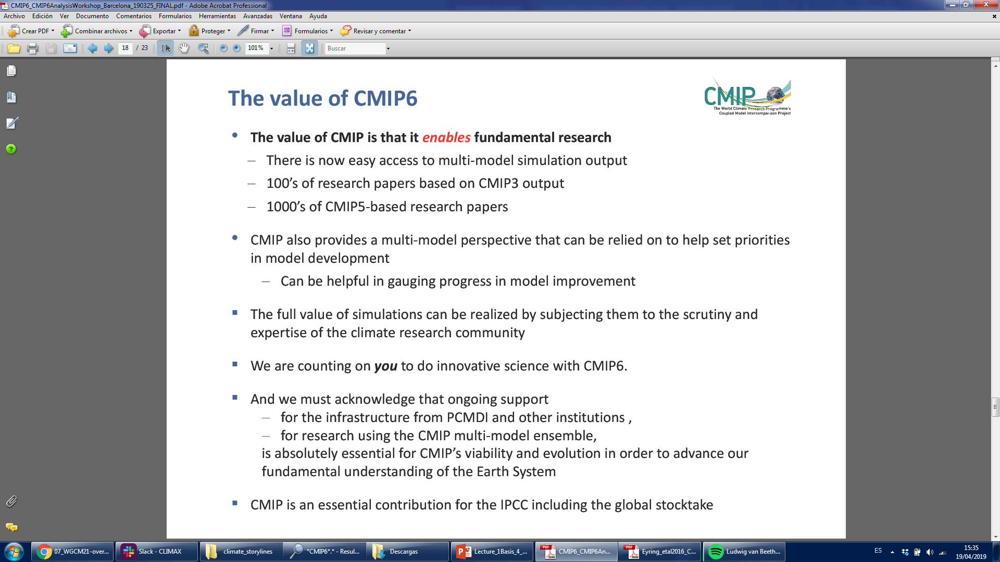 CMIP6_CMIP6AnalysisWorkshop_Barcelona_190325_FINAL.pdf - Adobe Acrobat Professional
Archivo Edición Ver Documento Comentarios Formularios Herramientas Avanzadas Ventana Ayuda
Crear PDF Combinar archivos Exportar Proteger Firmar Formularios Revisar y comentar
18 / 23 101% Buscar
The value of CMIP6
CMIP
The World Climate Research Programme's
Coupled Model Intercomparison Project
• The value of CMIP is that it enables fundamental research
– There is now easy access to multi-model simulation output
– 100’s of research papers based on CMIP3 output
– 1000’s of CMIP5-based research papers
• CMIP also provides a multi-model perspective that can be relied on to help set priorities
in model development
– Can be helpful in gauging progress in model improvement
▪ The full value of simulations can be realized by subjecting them to the scrutiny and
expertise of the climate research community
▪ We are counting on you to do innovative science with CMIP6.
▪ And we must acknowledge that ongoing support
– for the infrastructure from PCMDI and other institutions ,
– for research using the CMIP multi-model ensemble,
is absolutely essential for CMIP’s viability and evolution in order to advance our
fundamental understanding of the Earth System
▪ CMIP is an essential contribution for the IPCC including the global stocktake
07_WGCM21-over... Slack - CLIMAX climate_storylines *CMIP6*.* - Resul... Descargas Lecture_1Basis_4_... CMIP6_CMIP6An... Eyring_etal2016_C... Ludwig van Beeth... ES 15:35
19/04/2019